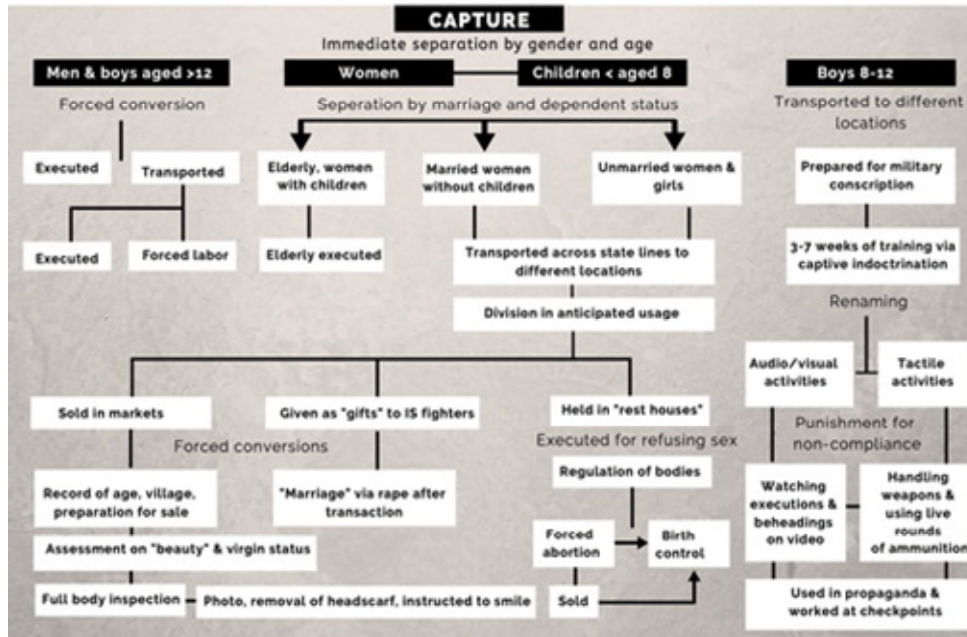 CAPTURE
Immediate separation by gender and age
Men & boys aged >12
Women
Children < aged 8
Boys 8-12
Forced conversion
Seperation by marriage and dependent status
Transported to different
locations
Executed
Transported
Elderly, women
with children
Married women
without children
Unmarried women &
girls
Prepared for military
conscription
Executed
Forced labor
Elderly executed
Transported across state lines to
different locations
3-7 weeks of training via
captive indoctrination
Division in anticipated usage
Renaming
Audio/visual
activities
Tactile
activities
Sold in markets
Given as "gifts" to IS fighters
Held in "rest houses"
Punishment for
non-compliance
Forced conversions
Executed for refusing sex
Regulation of bodies
Record of age, village,
preparation for sale
"Marriage" via rape after
transaction
Watching
executions &
beheadings
on video
Handling
weapons &
using live
rounds
of ammunition
Assessment on "beauty" & virgin status
Forced
abortion
Birth
control
Full body inspection
Photo, removal of headscarf, instructed to smile
Sold
Used in propaganda &
worked at checkpoints